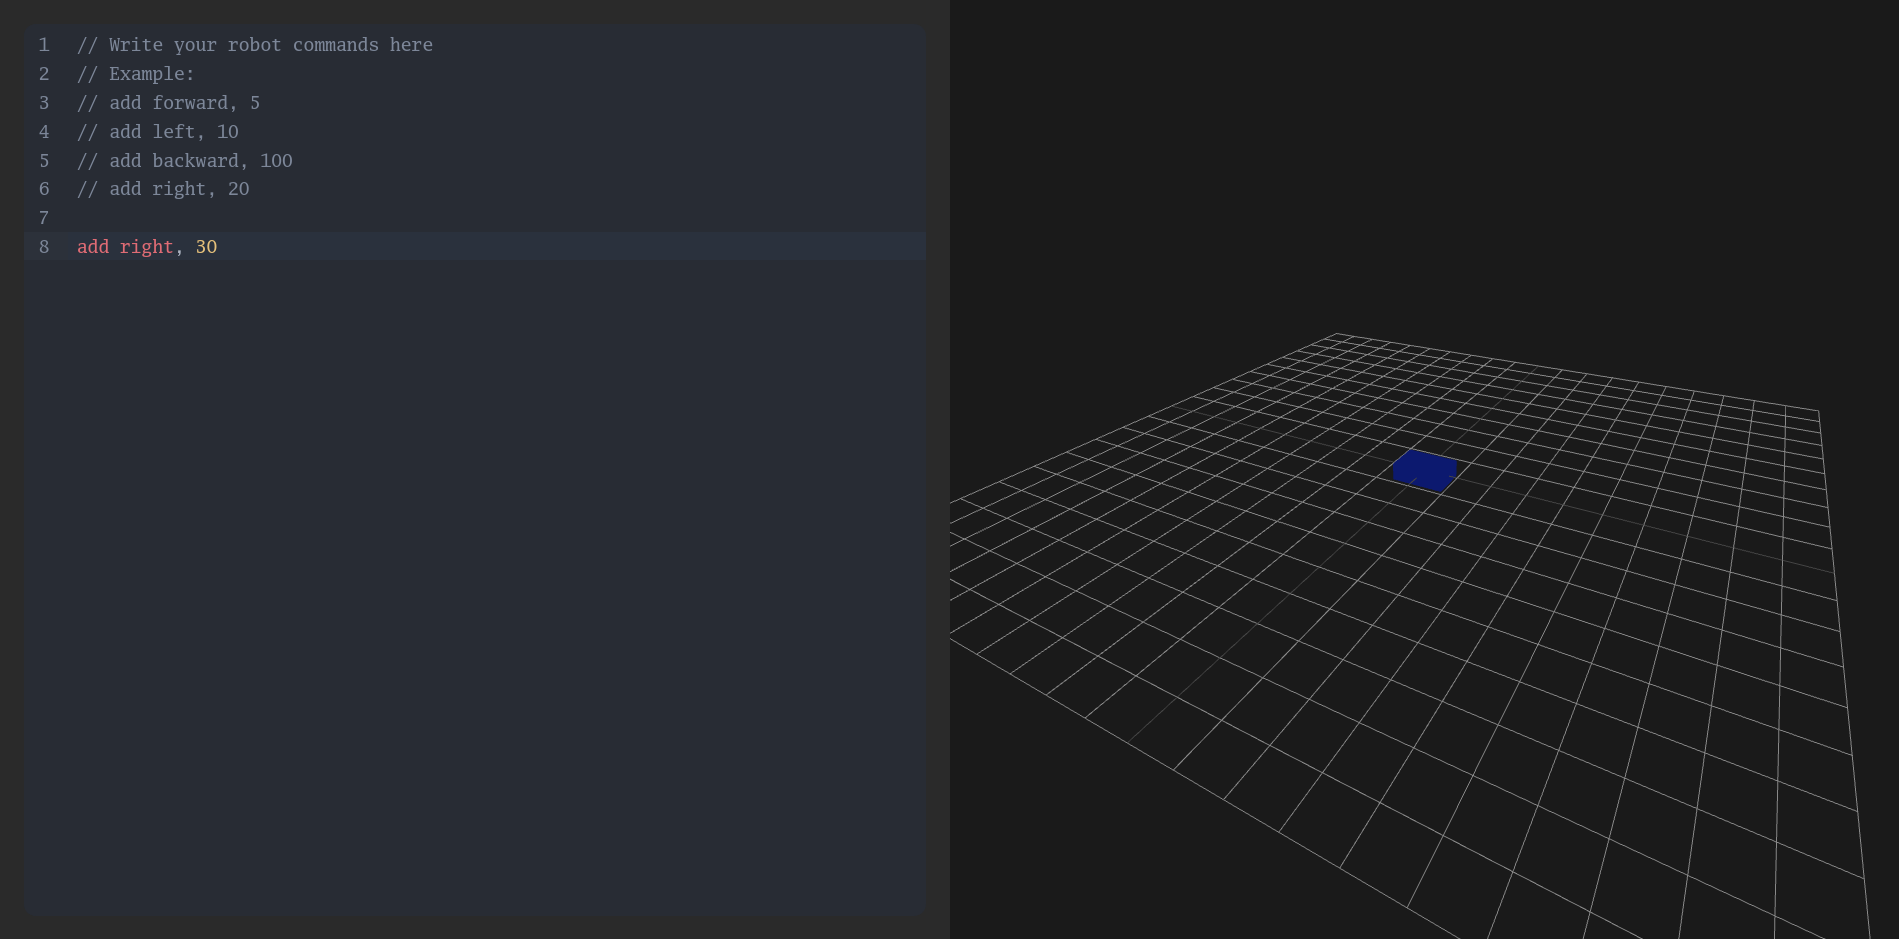 1 // Write your robot commands here
2 // Example:
3 // add forward, 5
4 // add left, 10
5 // add backward, 100
6 // add right, 20
7
8 add right, 30